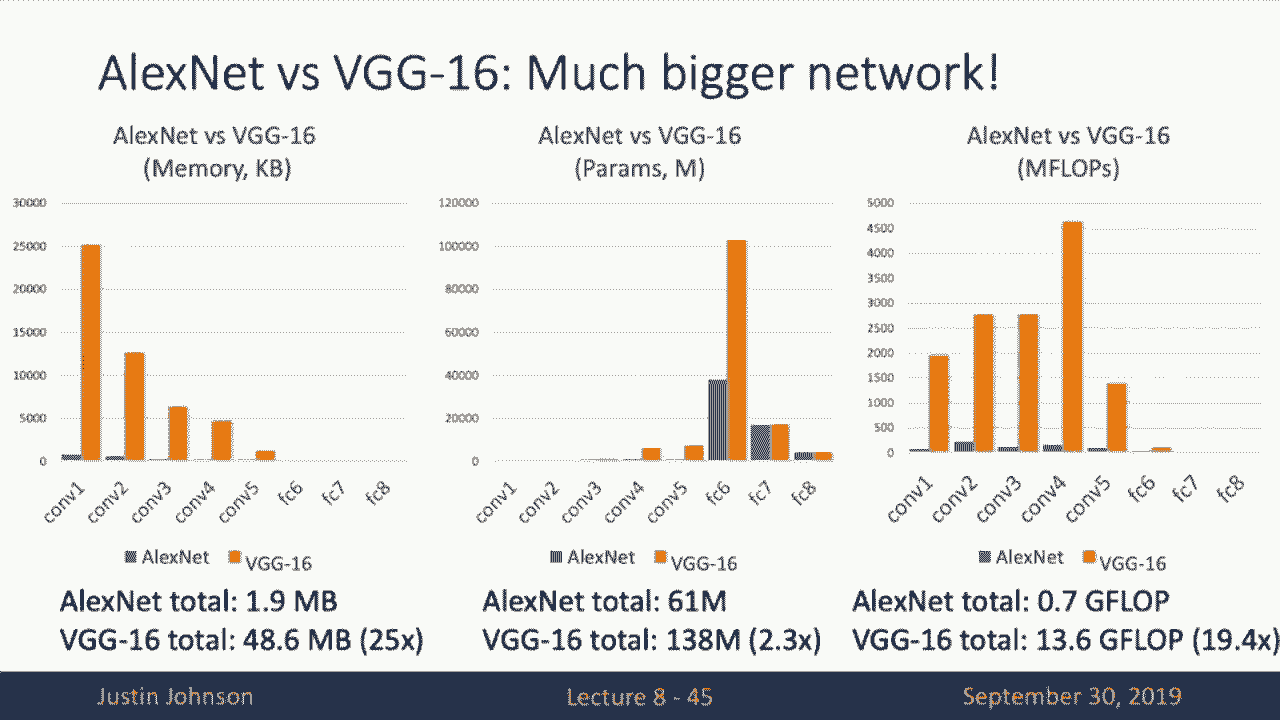 AlexNet vs VGG-16: Much bigger network!
AlexNet vs VGG-16
(Memory, KB)
30000
25000
20000
15000
10000
5000
0
conv1
conv2
conv3
conv4
conv5
fc6
fc7
fc8
AlexNet
VGG-16
AlexNet total: 1.9 MB
VGG-16 total: 48.6 MB (25x)
AlexNet vs VGG-16
(Params, M)
120000
100000
80000
60000
40000
20000
0
conv1
conv2
conv3
conv4
conv5
fc6
fc7
fc8
AlexNet
VGG-16
AlexNet total: 61M
VGG-16 total: 138M (2.3x)
AlexNet vs VGG-16
(MFLOPs)
5000
4500
4000
3500
3000
2500
2000
1500
1000
500
0
conv1
conv2
conv3
conv4
conv5
fc6
fc7
fc8
AlexNet
VGG-16
AlexNet total: 0.7 GFLOP
VGG-16 total: 13.6 GFLOP (19.4x)
Justin Johnson
Lecture 8 - 45
September 30, 2019